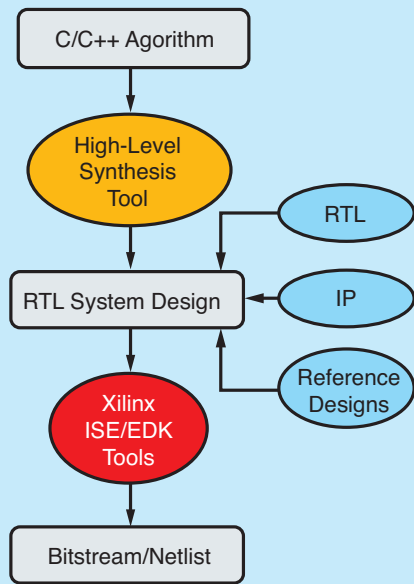 C/C++ Agorithm
High-Level
Synthesis
Tool
RTL
RTL System Design
IP
Reference
Designs
Xilinx
ISE/EDK
Tools
Bitstream/Netlist